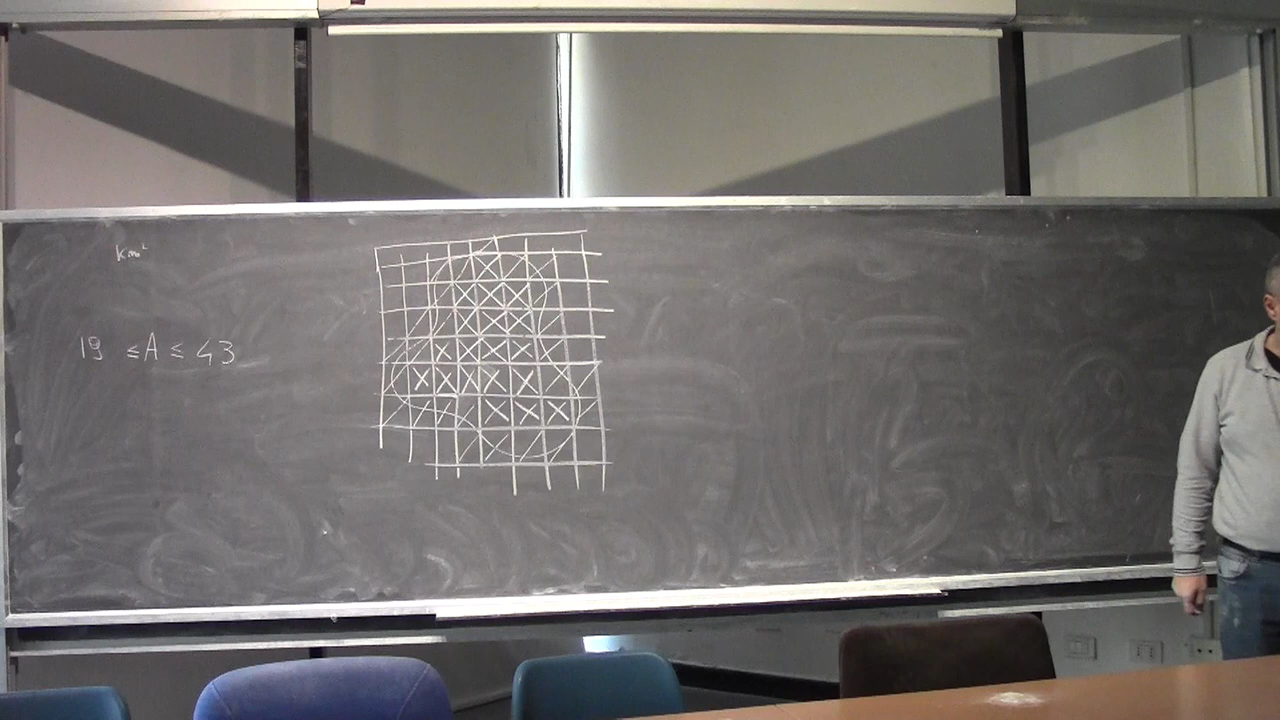 Km²
19 ≤ A ≤ 43